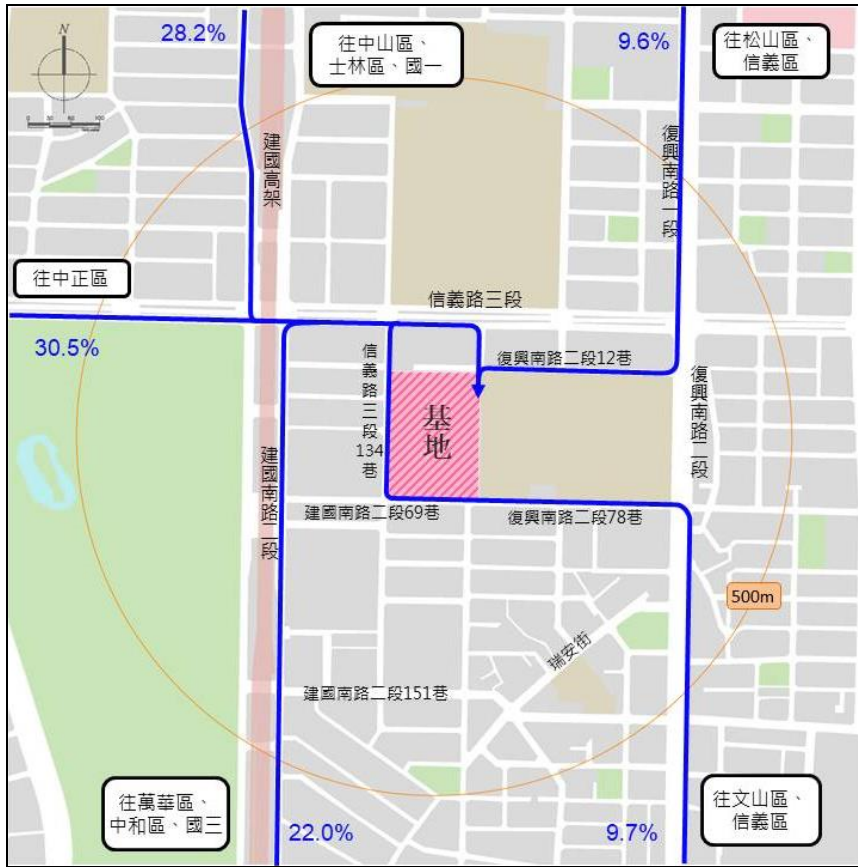 28.2%
往中山區、
士林區、國一
9.6%
往松山區、
信義區
N
建國高架
復興南路一段
往中正區
信義路三段
30.5%
信義路三段134巷
復興南路二段12巷
復興南路二段
基地
建國南路二段
建國南路二段69巷
復興南路二段78巷
500m
瑞安街
建國南路二段151巷
往萬華區、
中和區、國三
22.0%
9.7%
往文山區、
信義區